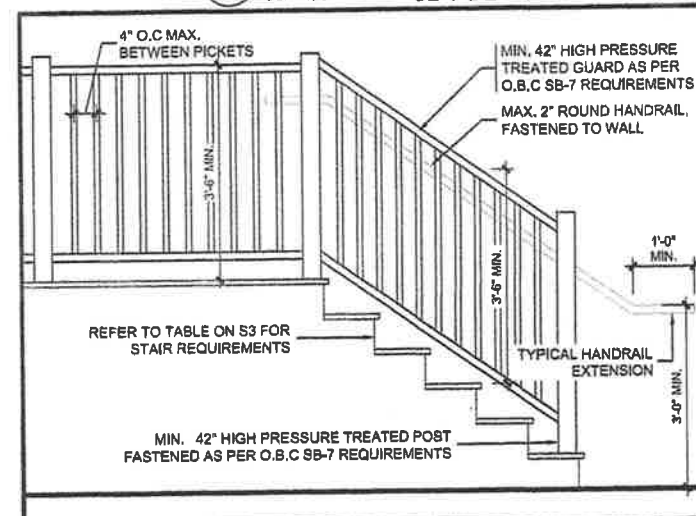 4" O.C MAX.
BETWEEN PICKETS
MIN. 42" HIGH PRESSURE
TREATED GUARD AS PER
O.B.C SB-7 REQUIREMENTS
MAX. 2" ROUND HANDRAIL,
FASTENED TO WALL
3'-6" MIN.
3'-6" MIN.
1'-0"
MIN.
REFER TO TABLE ON S3 FOR
STAIR REQUIREMENTS
TYPICAL HANDRAIL
EXTENSION
3'-0" MIN.
MIN. 42" HIGH PRESSURE TREATED POST
FASTENED AS PER O.B.C SB-7 REQUIREMENTS